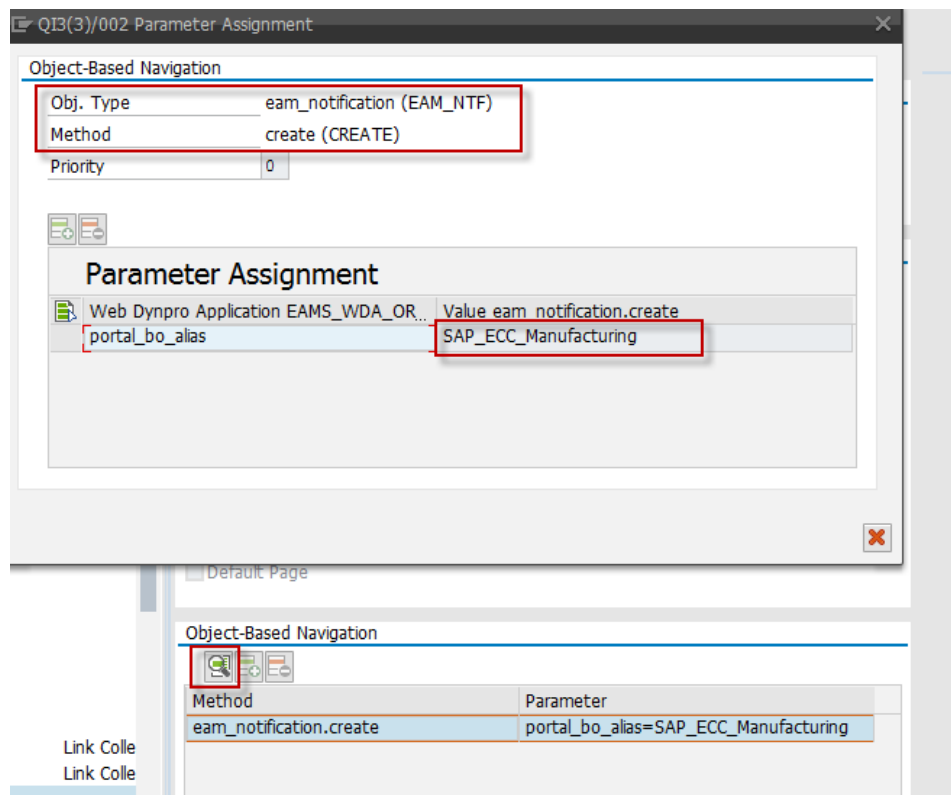 QI3(3)/002 Parameter Assignment
Object-Based Navigation
Obj. Type eam_notification (EAM_NTF)
Method create (CREATE)
Priority 0
Parameter Assignment
Web Dynpro Application EAMS_WDA_OR... Value eam_notification.create
portal_bo_alias SAP_ECC_Manufacturing
Default Page
Object-Based Navigation
Method Parameter
eam_notification.create portal_bo_alias=SAP_ECC_Manufacturing
Link Colle
Link Colle